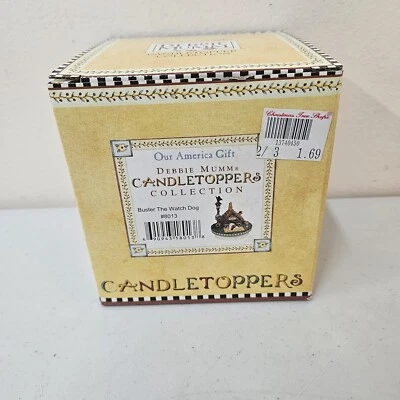 Christmas Tree Shops
13740450
2/ 3 1.69
Our America Gift
DEBBIE MUMM®
CANDLETOPPERS
COLLECTION
Buster The Watch Dog
#8013
CANDLETOPPERS